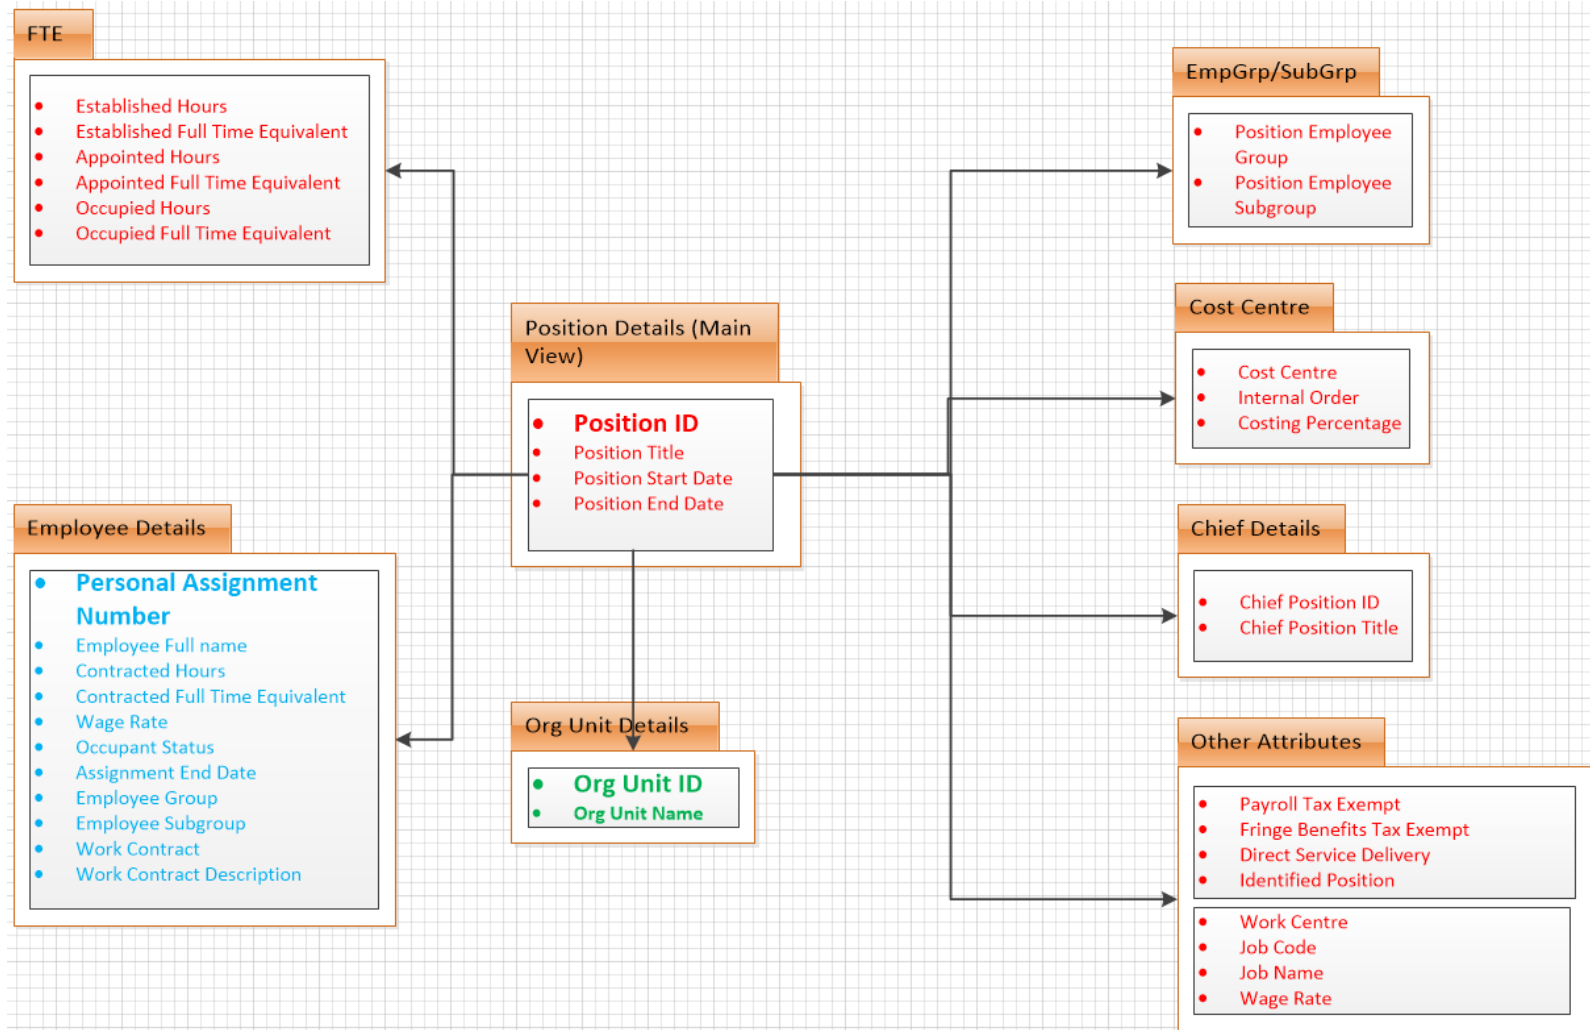 FTE
• Established Hours
• Established Full Time Equivalent
• Appointed Hours
• Appointed Full Time Equivalent
• Occupied Hours
• Occupied Full Time Equivalent
Employee Details
• Personal Assignment
Number
• Employee Full name
• Contracted Hours
• Contracted Full Time Equivalent
• Wage Rate
• Occupant Status
• Assignment End Date
• Employee Group
• Employee Subgroup
• Work Contract
• Work Contract Description
Position Details (Main
View)
• Position ID
• Position Title
• Position Start Date
• Position End Date
Org Unit Details
• Org Unit ID
• Org Unit Name
EmpGrp/SubGrp
• Position Employee
Group
• Position Employee
Subgroup
Cost Centre
• Cost Centre
• Internal Order
• Costing Percentage
Chief Details
• Chief Position ID
• Chief Position Title
Other Attributes
• Payroll Tax Exempt
• Fringe Benefits Tax Exempt
• Direct Service Delivery
• Identified Position
• Work Centre
• Job Code
• Job Name
• Wage Rate